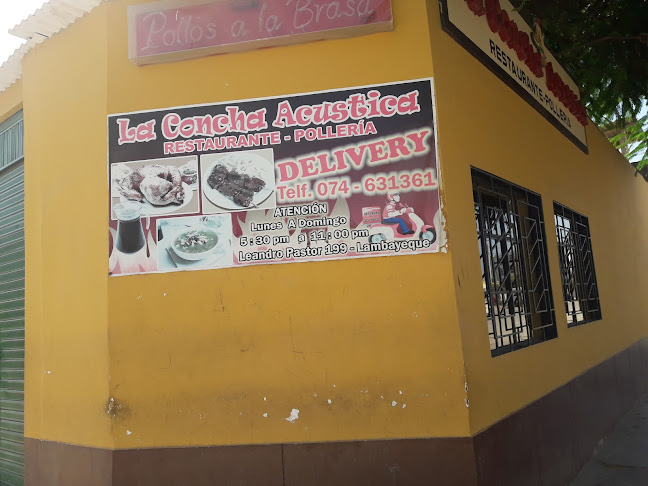 Pollos a la Brasa
La Concha Acustica
RESTAURANTE - POLLERÍA
DELIVERY
Telf. 074 - 631361
ATENCIÓN
Lunes A Domingo
5:30 pm a 11:00 pm
Leandro Pastor 199 - Lambayeque
RESTAURANTE-POLLERIA